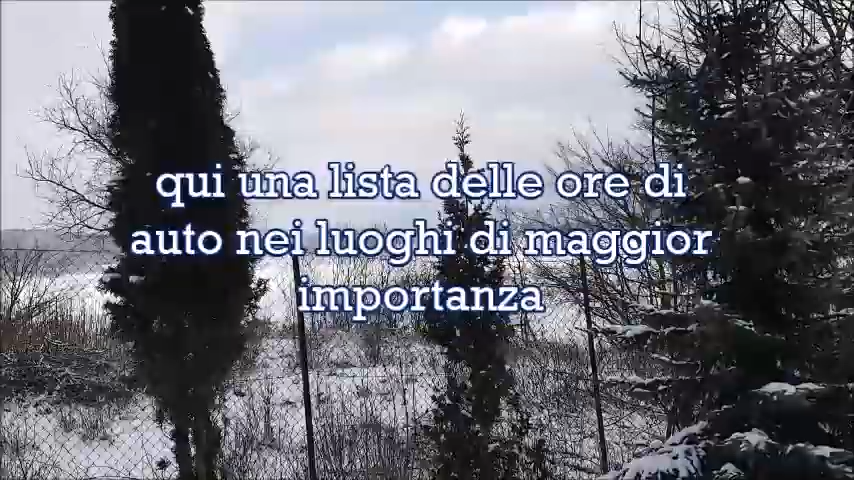 qui una lista delle ore di
auto nei luoghi di maggior
importanza